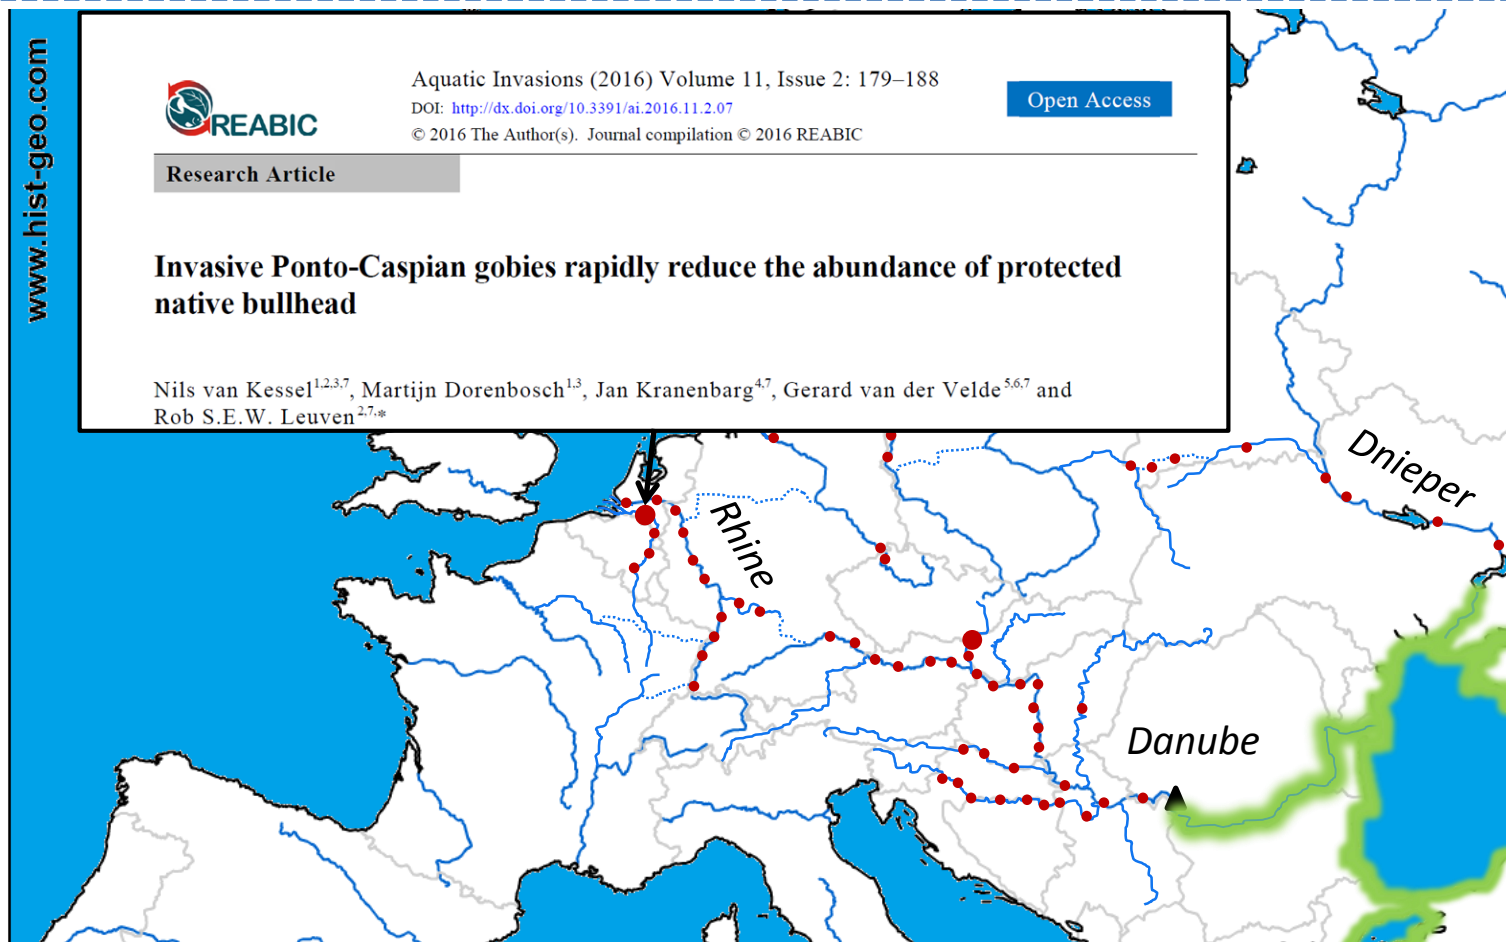 www.hist-geo.com
REABIC
Aquatic Invasions (2016) Volume 11, Issue 2: 179–188
DOI: http://dx.doi.org/10.3391/ai.2016.11.2.07
© 2016 The Author(s). Journal compilation © 2016 REABIC
Open Access
Research Article
Invasive Ponto-Caspian gobies rapidly reduce the abundance of protected
native bullhead
Nils van Kessel1,2,3,7, Martijn Dorenbosch1,3, Jan Kranenbarg4,7, Gerard van der Velde5,6,7 and
Rob S.E.W. Leuven2,7,*
Dnieper
Rhine
Danube